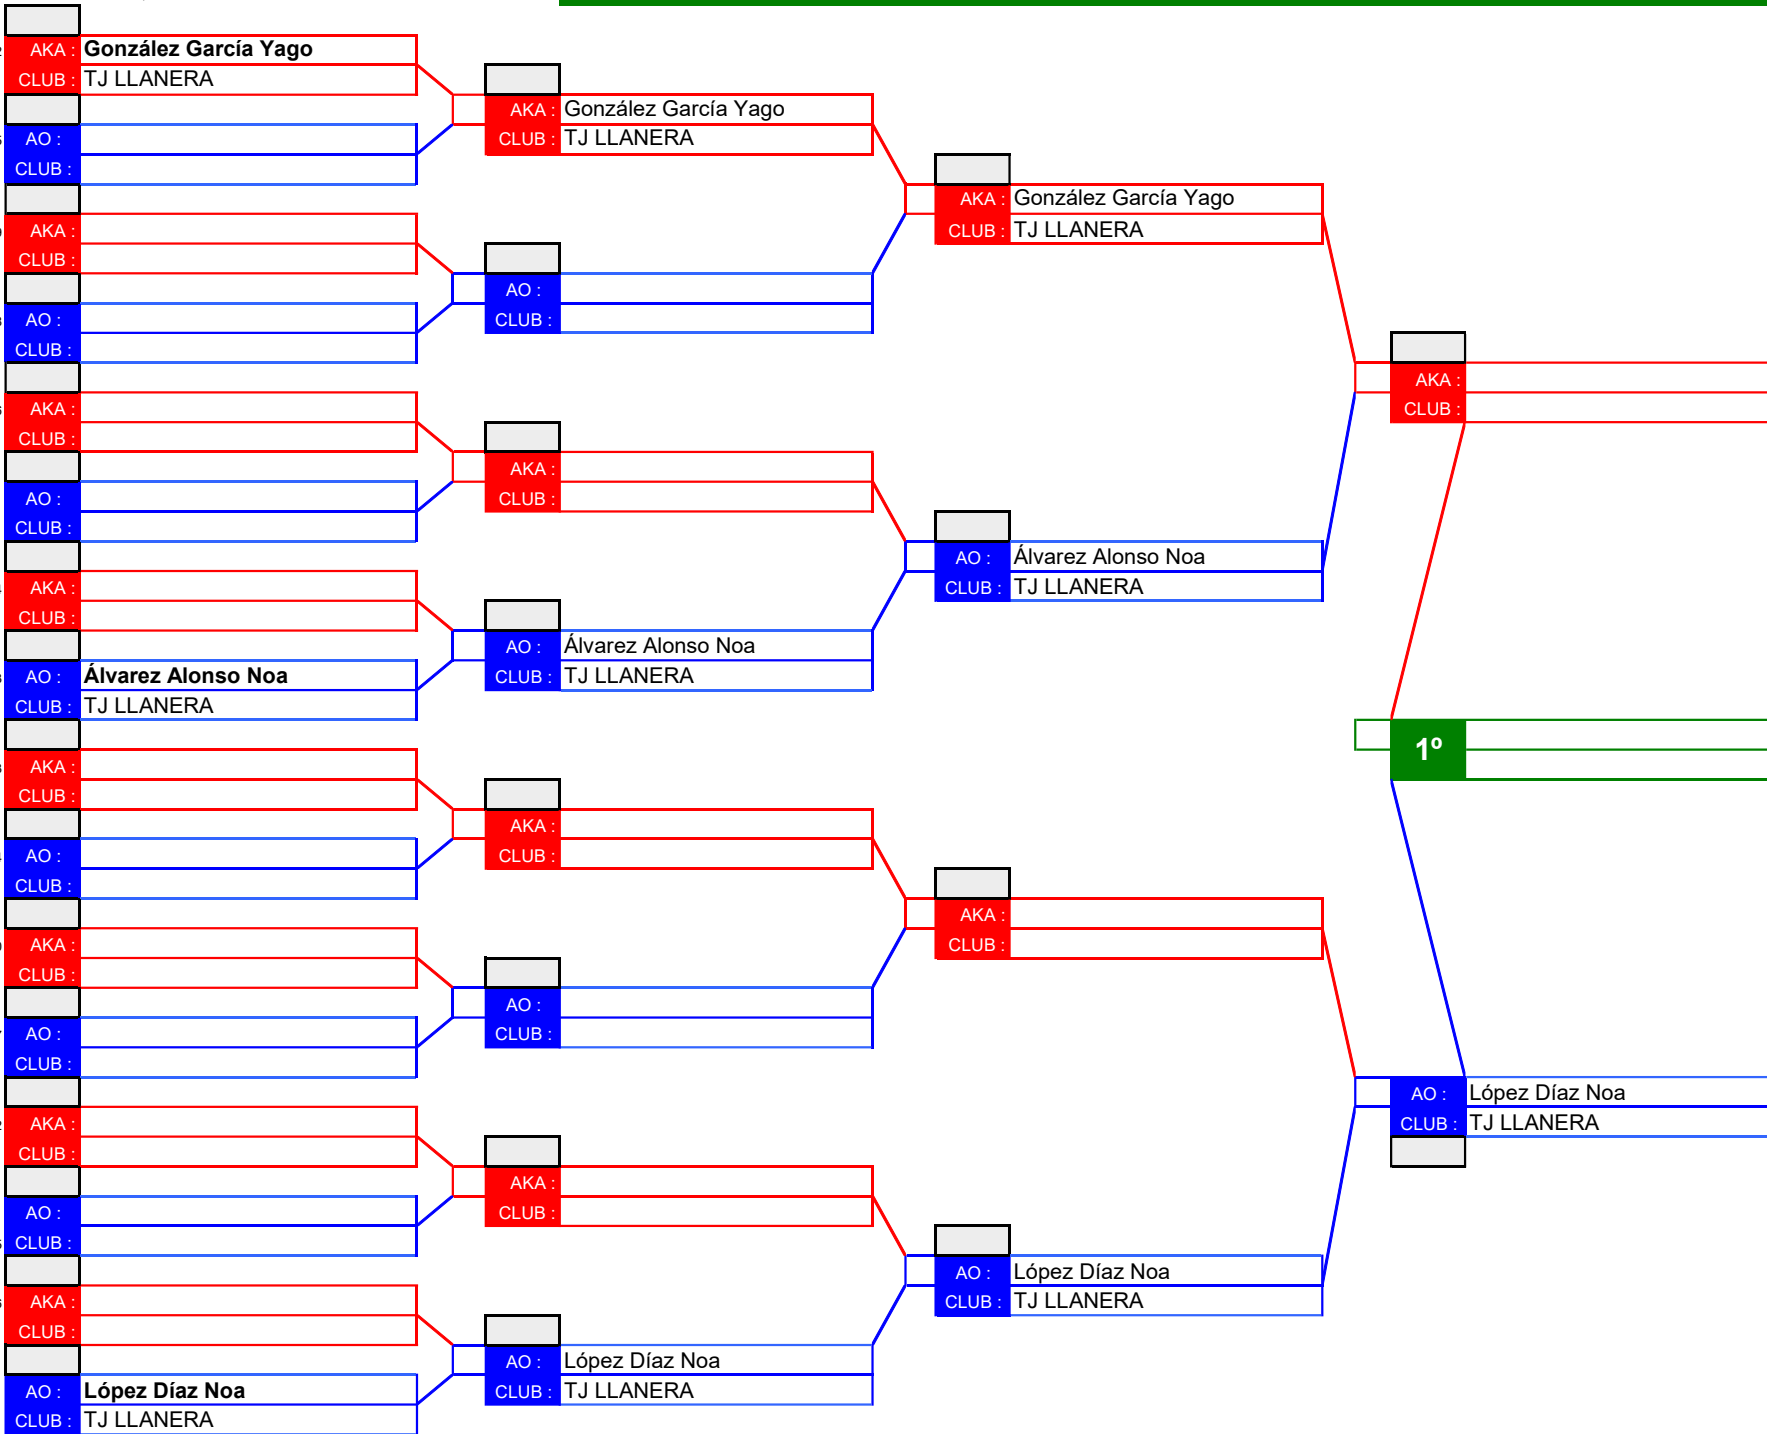 AKA : González García Yago
CLUB : TJ LLANERA
AO :
CLUB :
AKA :
CLUB :
AO :
CLUB :
AKA :
CLUB :
AO :
CLUB :
AKA :
CLUB :
AO : Álvarez Alonso Noa
CLUB : TJ LLANERA
AKA :
CLUB :
AO :
CLUB :
AKA :
CLUB :
AO :
CLUB :
AKA :
CLUB :
AO :
CLUB :
AKA :
CLUB :
AO : López Díaz Noa
CLUB : TJ LLANERA
AKA : González García Yago
CLUB : TJ LLANERA
AO :
CLUB :
AKA :
CLUB :
AO : Álvarez Alonso Noa
CLUB : TJ LLANERA
AKA :
CLUB :
AO :
CLUB :
AKA :
CLUB :
AO : López Díaz Noa
CLUB : TJ LLANERA
AKA : González García Yago
CLUB : TJ LLANERA
AO : Álvarez Alonso Noa
CLUB : TJ LLANERA
AKA :
CLUB :
AO : López Díaz Noa
CLUB : TJ LLANERA
AKA :
CLUB :
1º
AO : López Díaz Noa
CLUB : TJ LLANERA